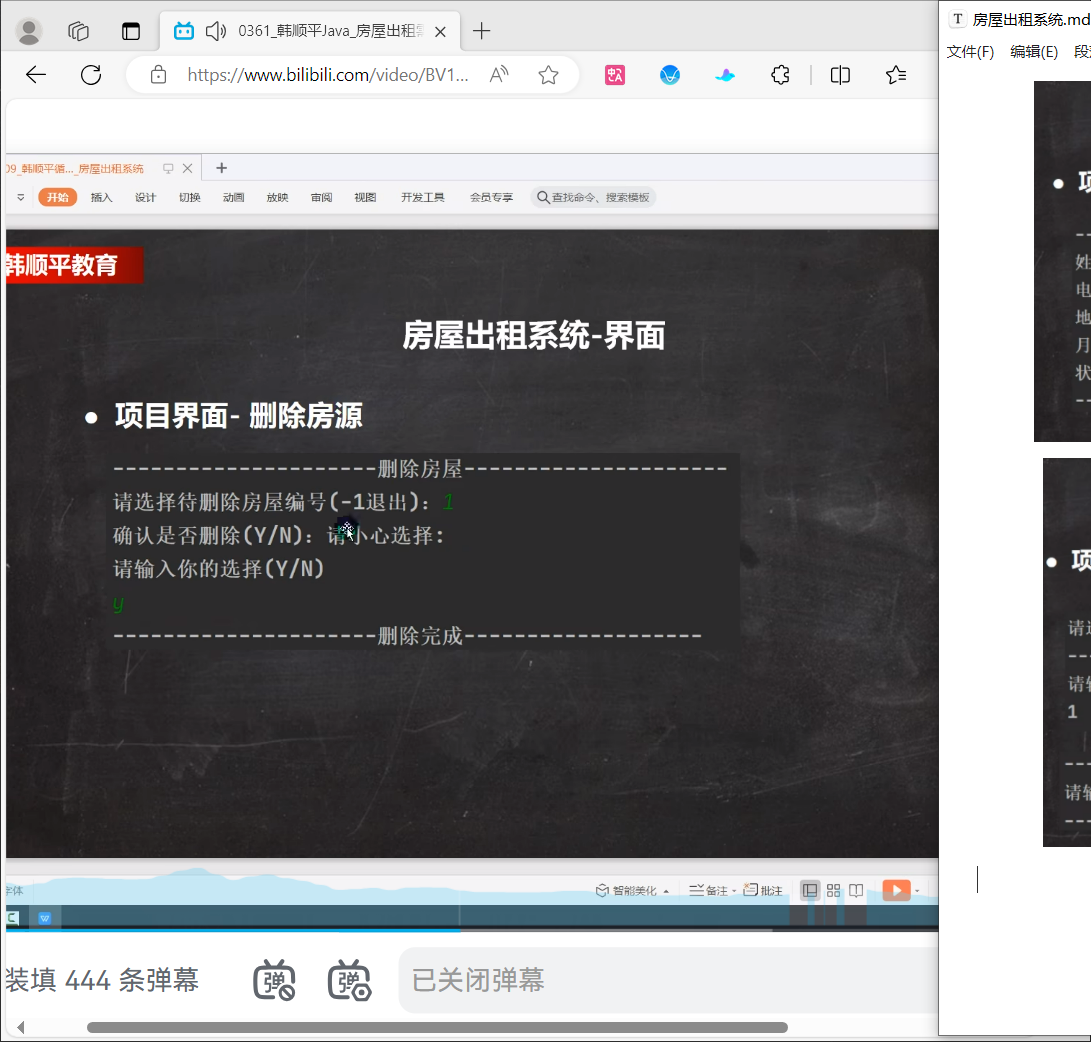 0361_韩顺平Java_房屋出租
https://www.bilibili.com/video/BV1...
09_韩顺平循..._房屋出租系统
开始 插入 设计 切换 动画 放映 审阅 视图 开发工具 会员专享 查找命令、搜索模板
韩顺平教育
房屋出租系统-界面
● 项目界面- 删除房源
---------------------删除房屋---------------------
请选择待删除房屋编号(-1退出)：1
确认是否删除(Y/N)：请小心选择:
请输入你的选择(Y/N)
y
---------------------删除完成-------------------
字体
智能美化 备注 批注
装填 444 条弹幕
弹
弹
已关闭弹幕
T 房屋出租系统.md
文件(F) 编辑(E) 段
● 项
--
姓
电
地
月
状
--
● 项
请
---
请输
1
---
请输
---